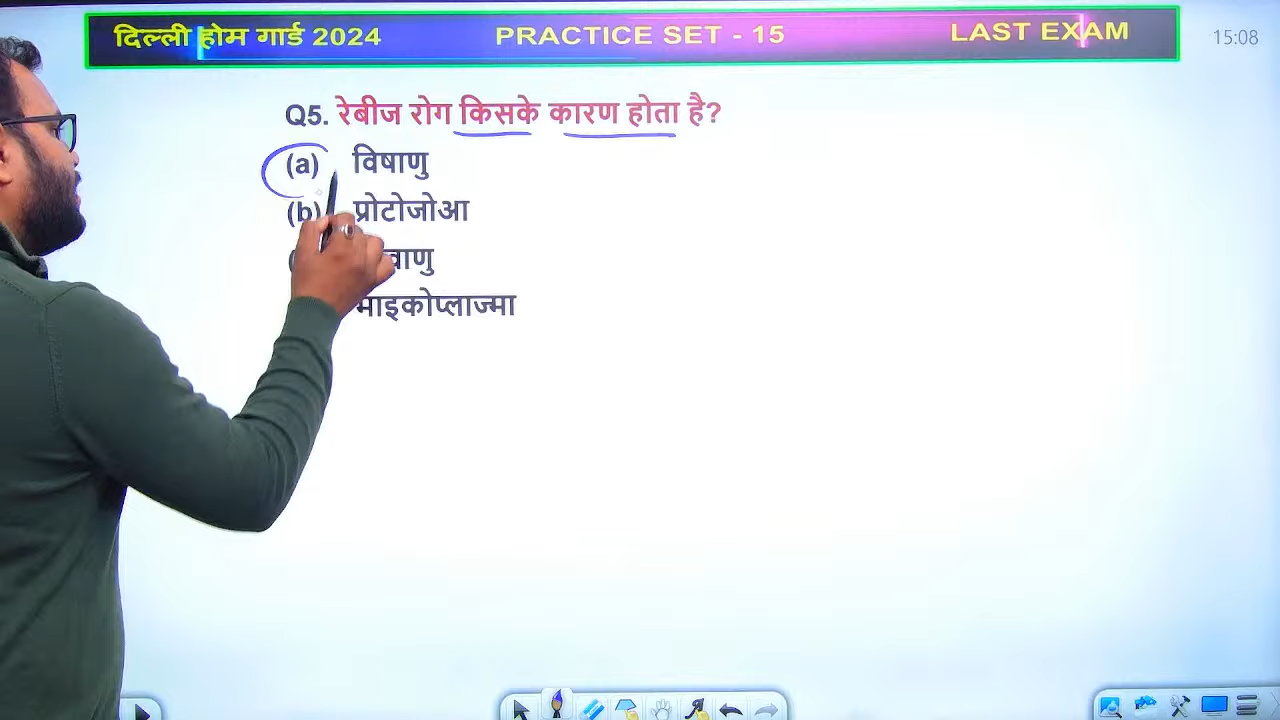 दिल्ली होम गार्ड 2024 PRACTICE SET - 15 LAST EXAM
15:08
Q5. रेबीज रोग किसके कारण होता है?
(a) विषाणु
(b) प्रोटोजोआ
माइकोप्लाज्मा